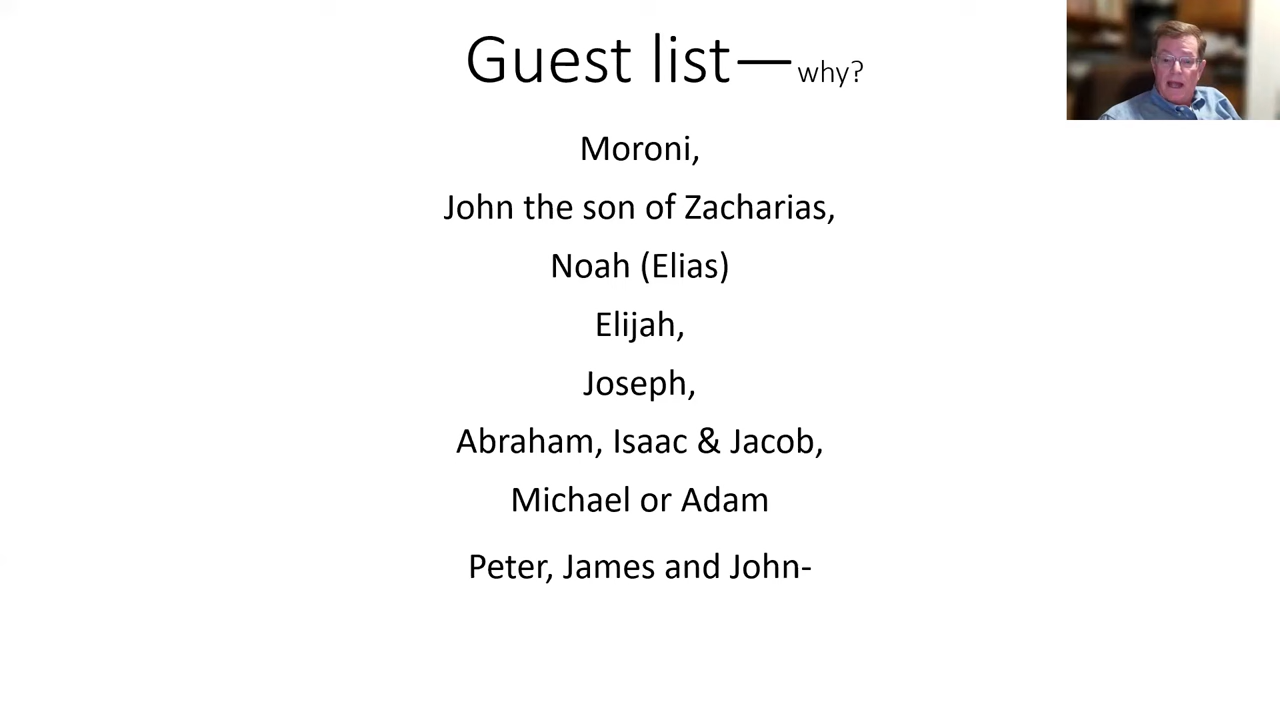 Guest list—why?
Moroni,
John the son of Zacharias,
Noah (Elias)
Elijah,
Joseph,
Abraham, Isaac & Jacob,
Michael or Adam
Peter, James and John-